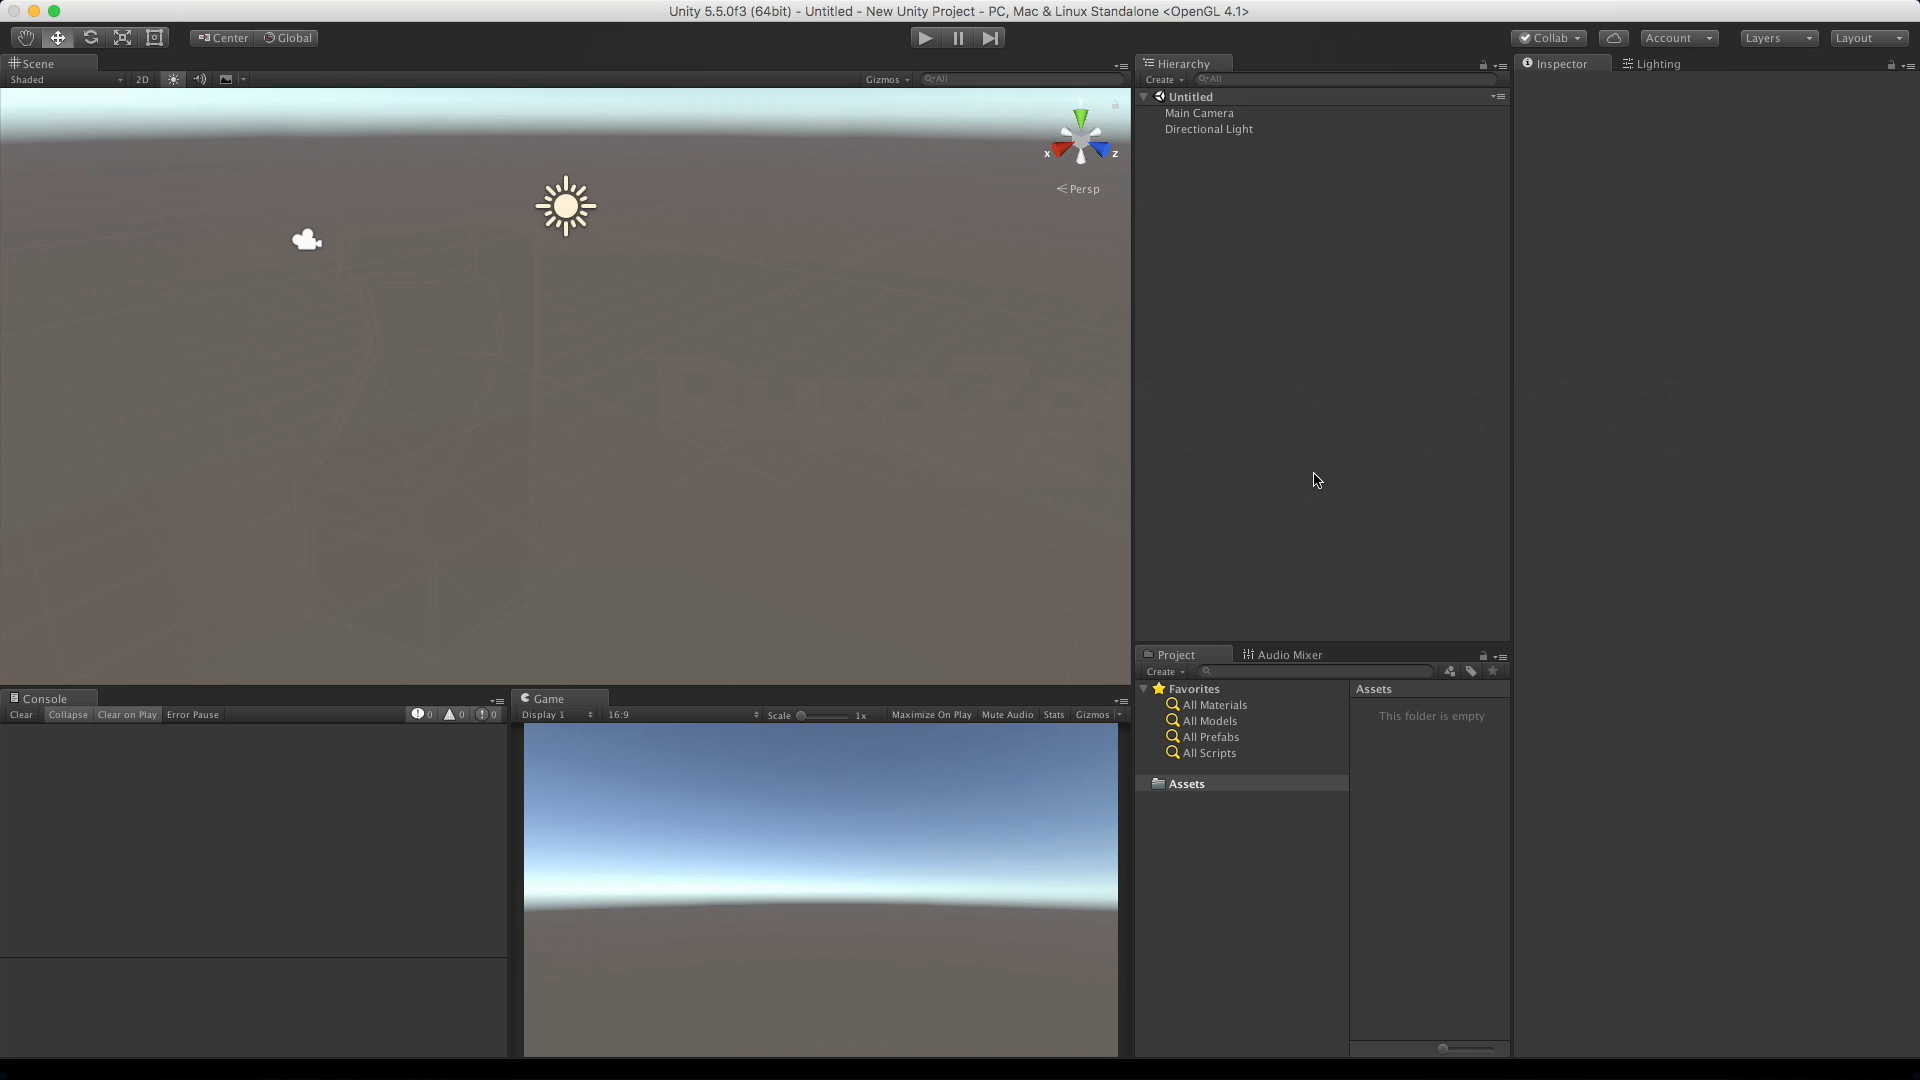 Unity 5.5.0f3 (64bit) - Untitled - New Unity Project - PC, Mac & Linux Standalone <OpenGL 4.1>
Center Global
Collab Account Layers Layout
Scene
Shaded 2D Gizmos All
y
x z
Persp
Hierarchy
Create All
Untitled
Main Camera
Directional Light
Inspector Lighting
Project Audio Mixer
Create
Favorites
All Materials
All Models
All Prefabs
All Scripts
Assets
Assets
This folder is empty
Console
Clear Collapse Clear on Play Error Pause 0 0 0
Game
Display 1 16:9 Scale 1x Maximize On Play Mute Audio Stats Gizmos